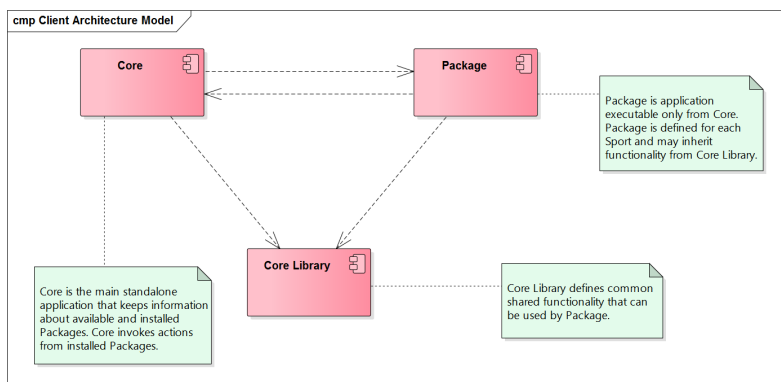 cmp Client Architecture Model
Core
Package
Package is application
executable only from Core.
Package is defined for each
Sport and may inherit
functionality from Core Library.
Core Library
Core is the main standalone
application that keeps information
about available and installed
Packages. Core invokes actions
from installed Packages.
Core Library defines common
shared functionality that can
be used by Package.